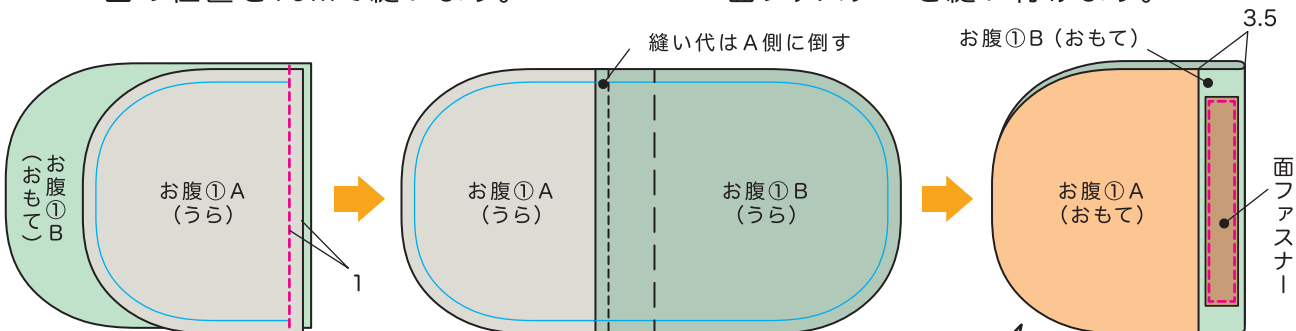 縫い代はA側に倒す
お腹①B（おもて）
3.5
お腹①B
（おもて）
お腹①A
（うら）
1
お腹①A
（うら）
お腹①B
（うら）
お腹①A
（おもて）
面ファスナー